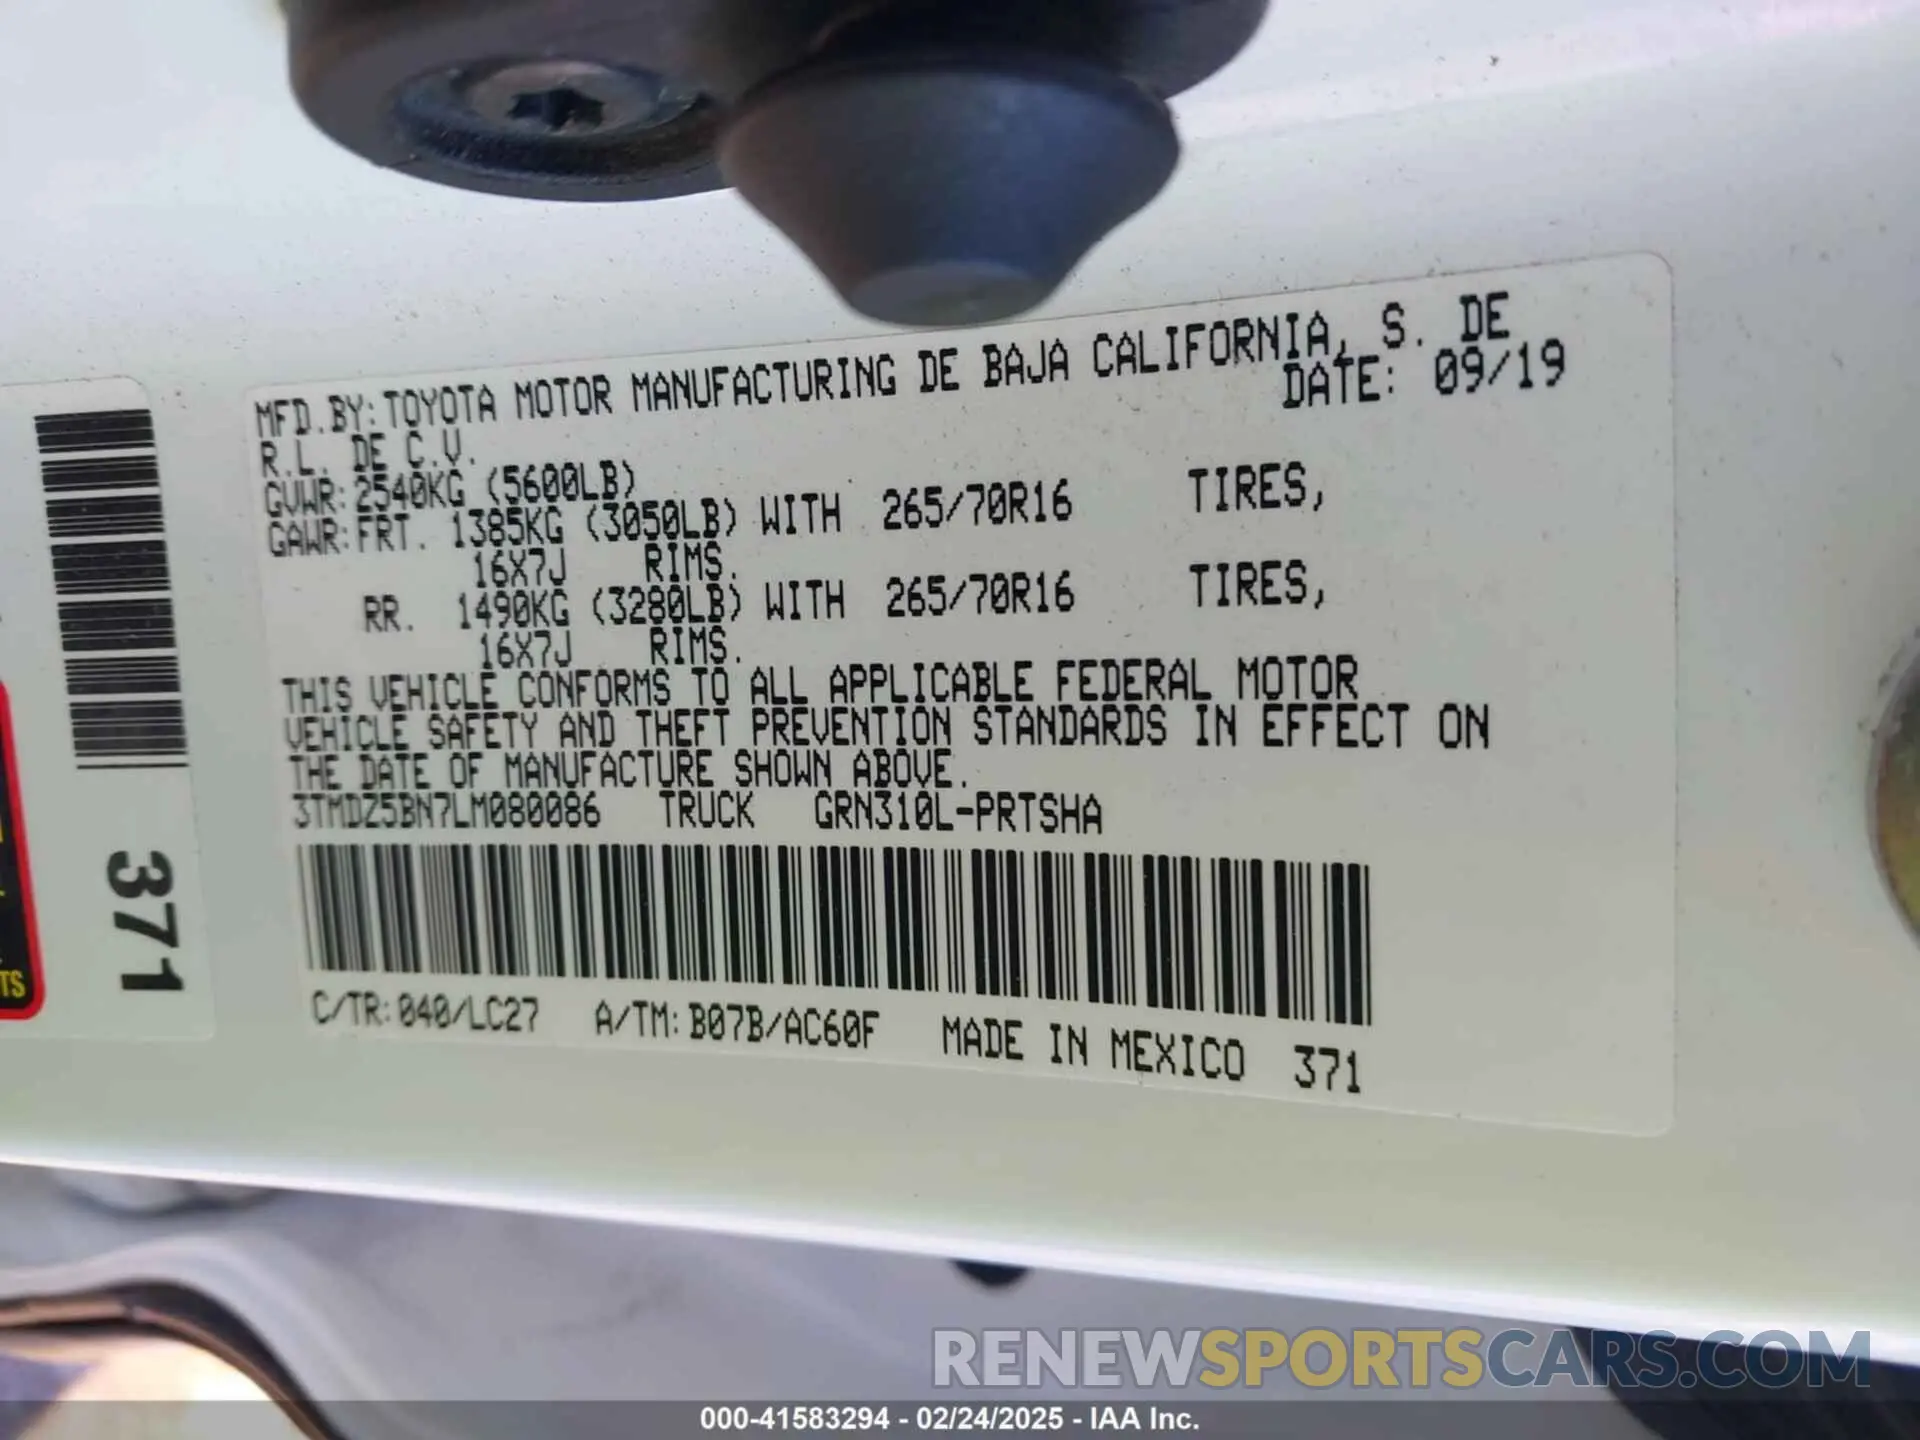 MFD.BY:TOYOTA MOTOR MANUFACTURING DE BAJA CALIFORNIA, S. DE
R.L. DE C.V.
DATE: 09/19
GVWR:2540KG (5600LB)
GAWR:FRT. 1385KG (3050LB) WITH 265/70R16 TIRES,
16X7J RIMS.
RR. 1490KG (3280LB) WITH 265/70R16 TIRES,
16X7J RIMS.
THIS VEHICLE CONFORMS TO ALL APPLICABLE FEDERAL MOTOR
VEHICLE SAFETY AND THEFT PREVENTION STANDARDS IN EFFECT ON
THE DATE OF MANUFACTURE SHOWN ABOVE.
3TMDZ5BN7LM080086 TRUCK GRN310L-PRTSHA
C/TR:040/LC27 A/TM:B07B/AC60F MADE IN MEXICO 371
371
TS
RENEWSPORTSCARS.COM
000-41583294 - 02/24/2025 - IAA Inc.